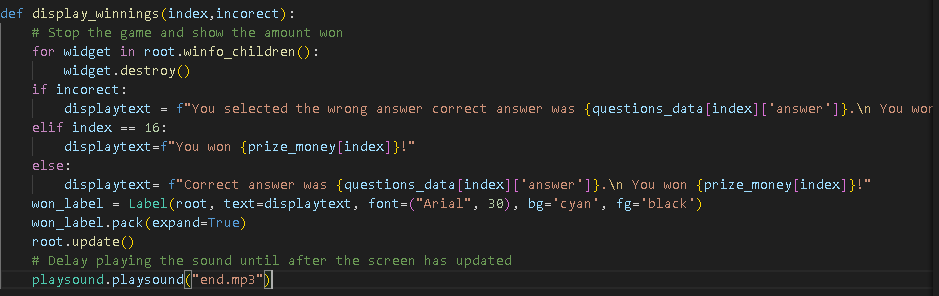 def display_winnings(index,incorect):
    # Stop the game and show the amount won
    for widget in root.winfo_children():
        widget.destroy()
    if incorect:
        displaytext = f"You selected the wrong answer correct answer was {questions_data[index]['answer']}.\n You won
    elif index == 16:
        displaytext=f"You won {prize_money[index]}!"
    else:
        displaytext= f"Correct answer was {questions_data[index]['answer']}.\n You won {prize_money[index]}!"
    won_label = Label(root, text=displaytext, font=("Arial", 30), bg='cyan', fg='black')
    won_label.pack(expand=True)
    root.update()
    # Delay playing the sound until after the screen has updated
    playsound.playsound("end.mp3")